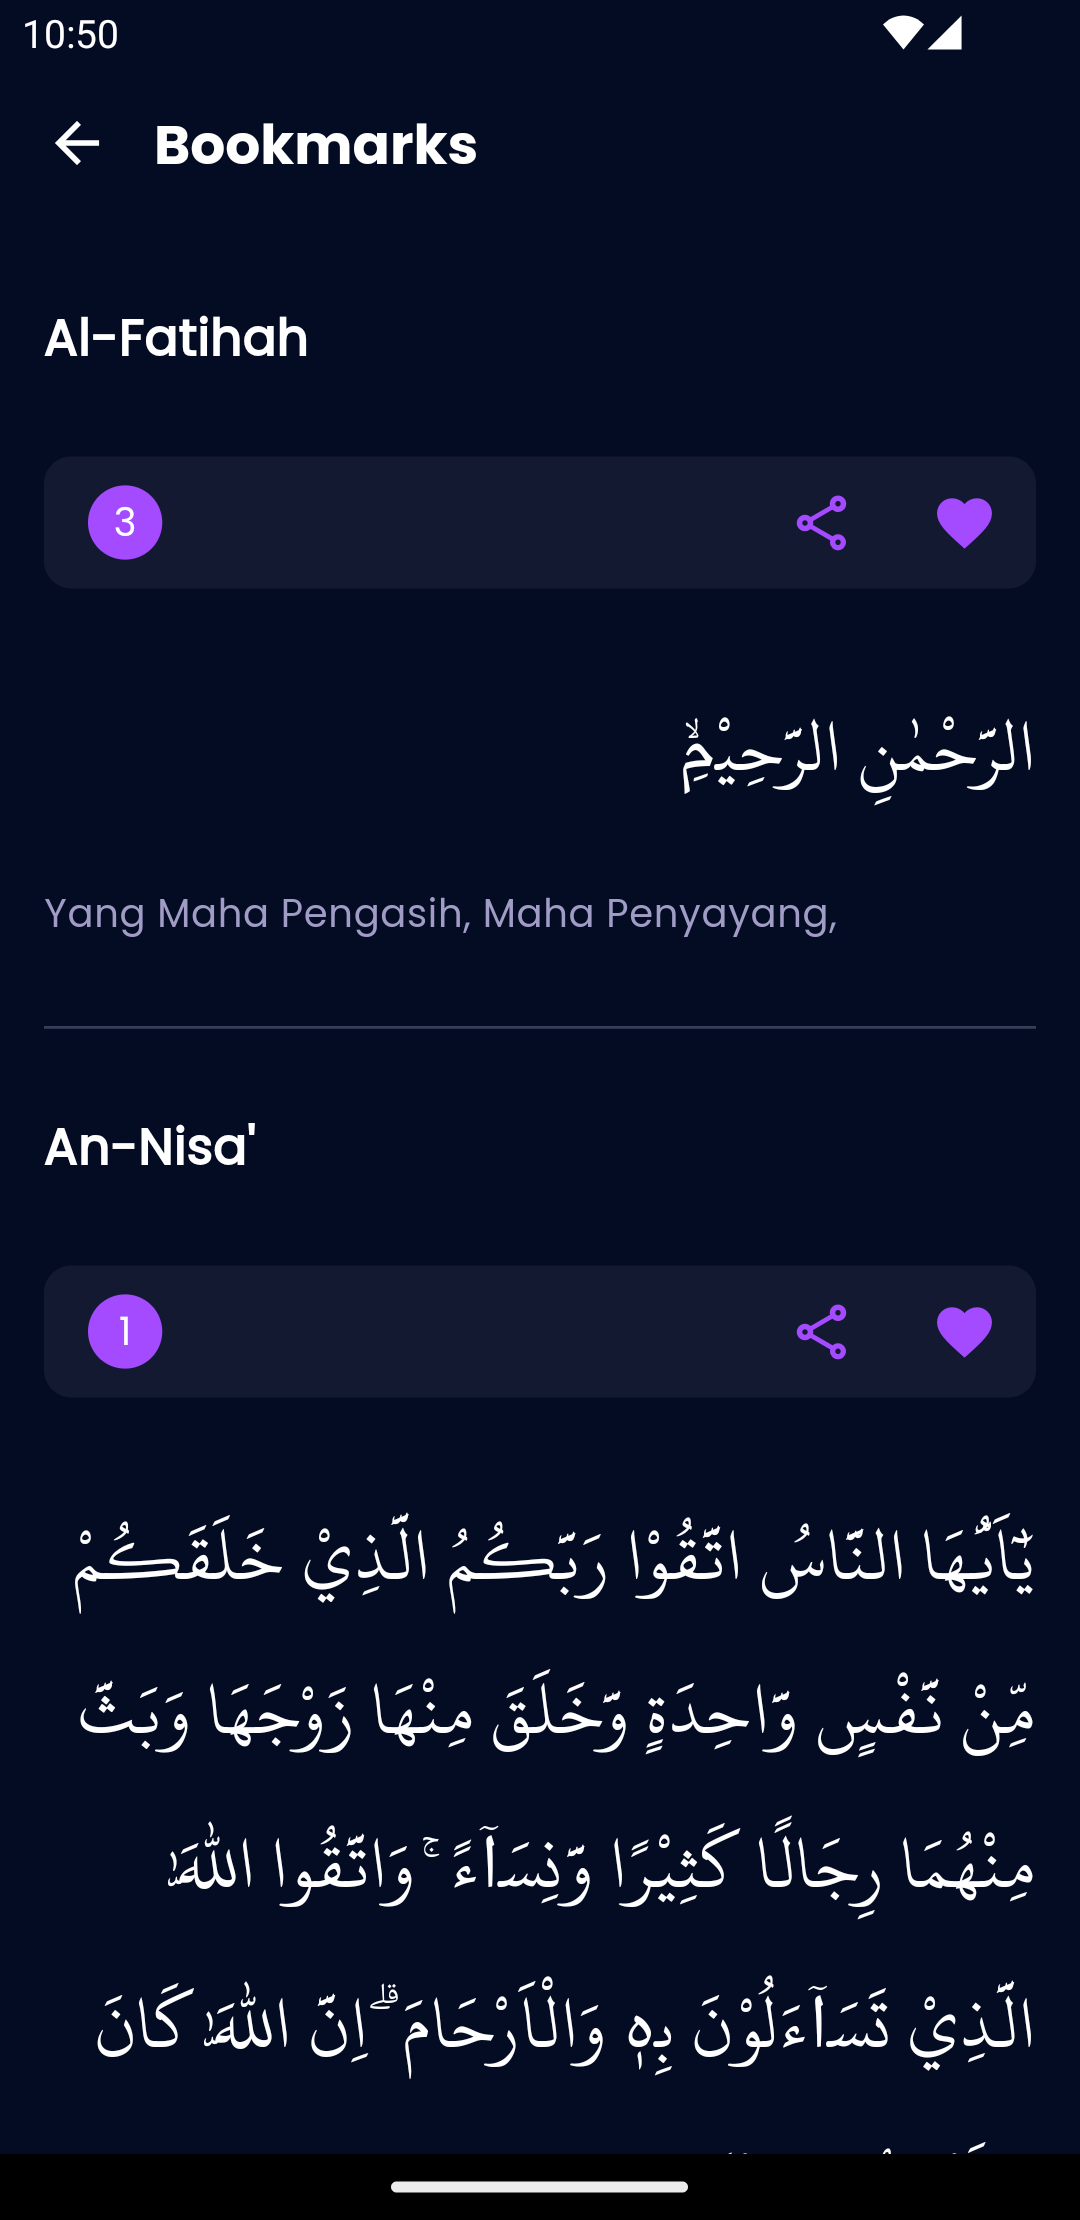 10:50
Bookmarks
Al-Fatihah
3
الرَّحْمٰنِ الرَّحِيْمِۙ
Yang Maha Pengasih, Maha Penyayang,
An-Nisa'
1
يٰٓاَيُّهَا النَّاسُ اتَّقُوْا رَبَّكُمُ الَّذِيْ خَلَقَكُمْ
مِّنْ نَّفْسٍ وَّاحِدَةٍ وَّخَلَقَ مِنْهَا زَوْجَهَا وَبَثَّ
مِنْهُمَا رِجَالًا كَثِيْرًا وَّنِسَاۤءً ۚ وَاتَّقُوا اللّٰهَ
الَّذِيْ تَسَاۤءَلُوْنَ بِهٖ وَالْاَرْحَامَ ۗ اِنَّ اللّٰهَ كَانَ